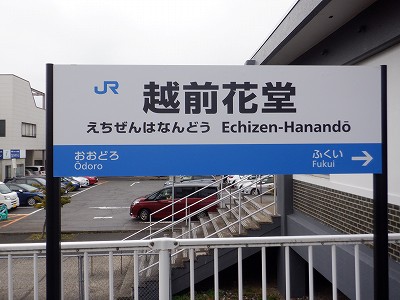 JR 越前花堂
えちぜんはなんどう Echizen-Hanandō
おおどろ ふくい
Ōdoro Fukui